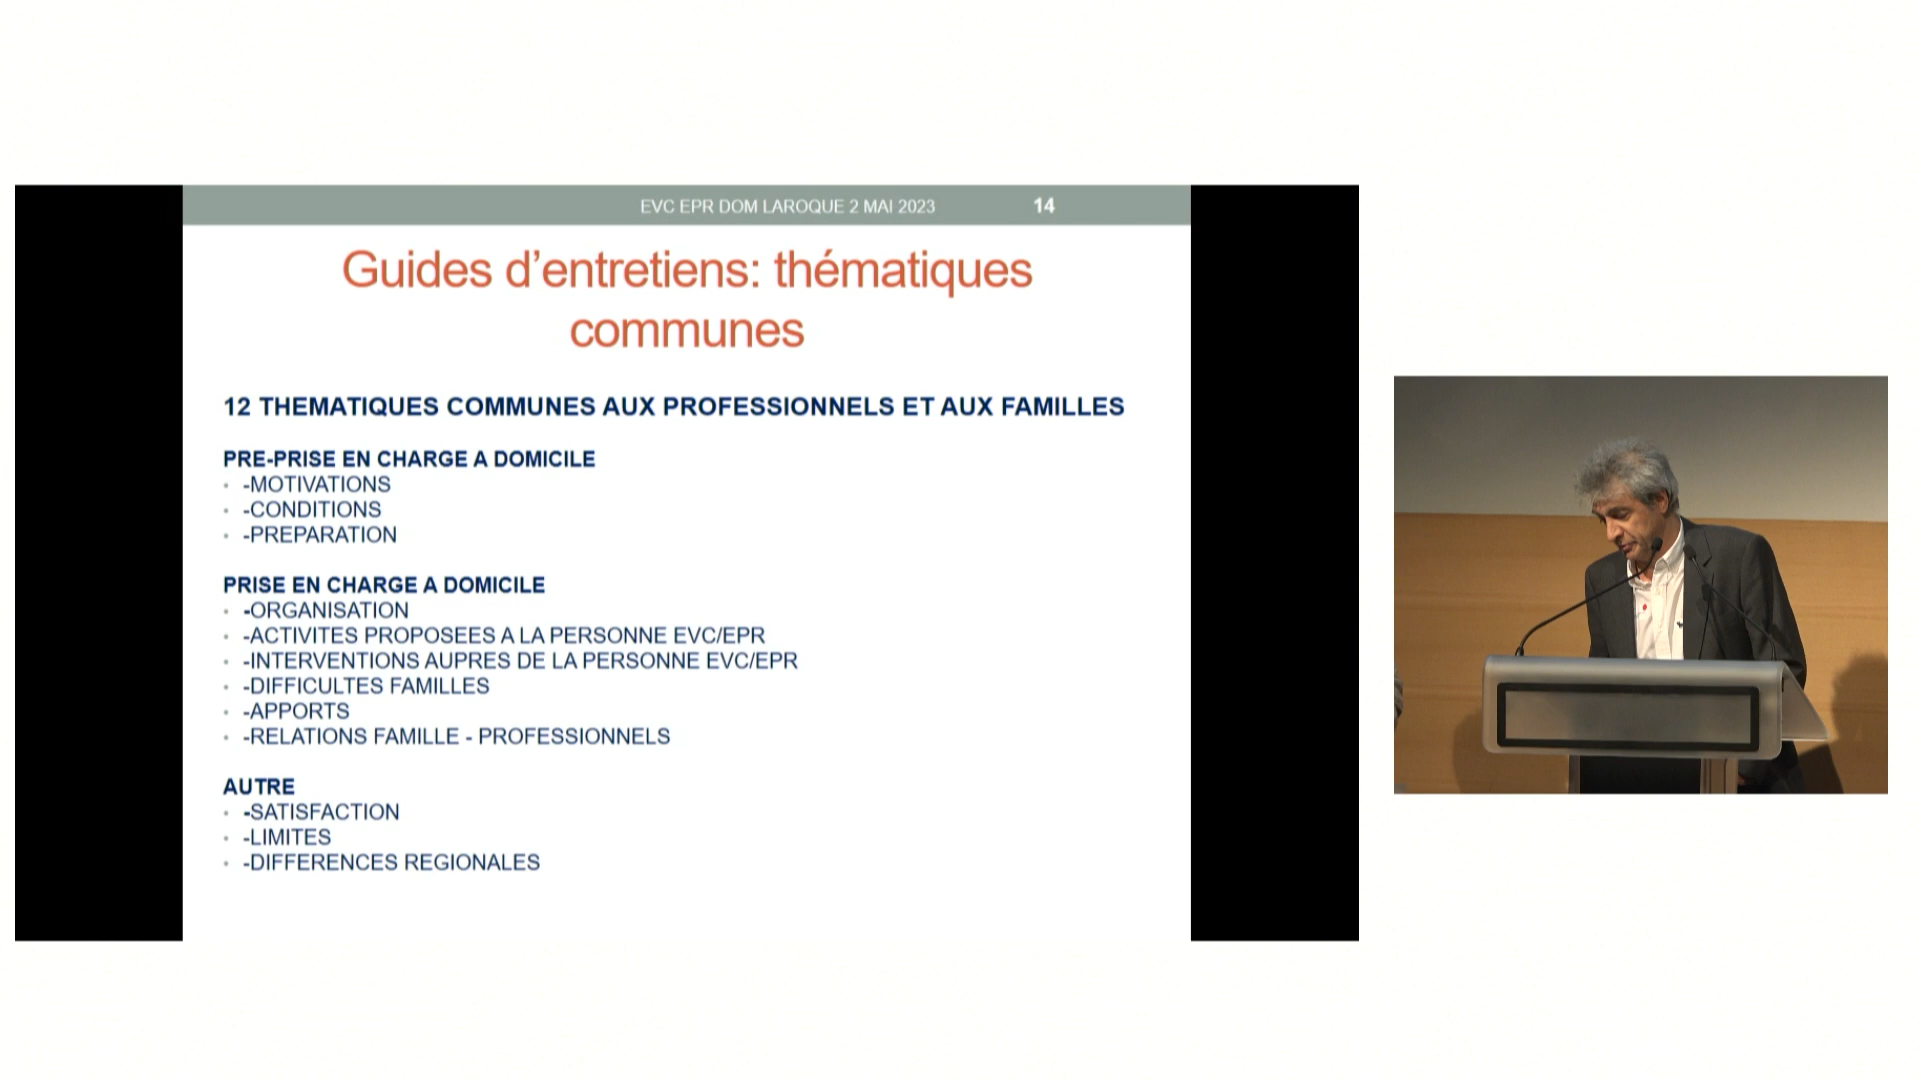 EVC EPR DOM LAROQUE 2 MAI 2023 14
Guides d’entretiens: thématiques
communes
12 THEMATIQUES COMMUNES AUX PROFESSIONNELS ET AUX FAMILLES
PRE-PRISE EN CHARGE A DOMICILE
• -MOTIVATIONS
• -CONDITIONS
• -PREPARATION
PRISE EN CHARGE A DOMICILE
• -ORGANISATION
• -ACTIVITES PROPOSEES A LA PERSONNE EVC/EPR
• -INTERVENTIONS AUPRES DE LA PERSONNE EVC/EPR
• -DIFFICULTES FAMILLES
• -APPORTS
• -RELATIONS FAMILLE - PROFESSIONNELS
AUTRE
• -SATISFACTION
• -LIMITES
• -DIFFERENCES REGIONALES